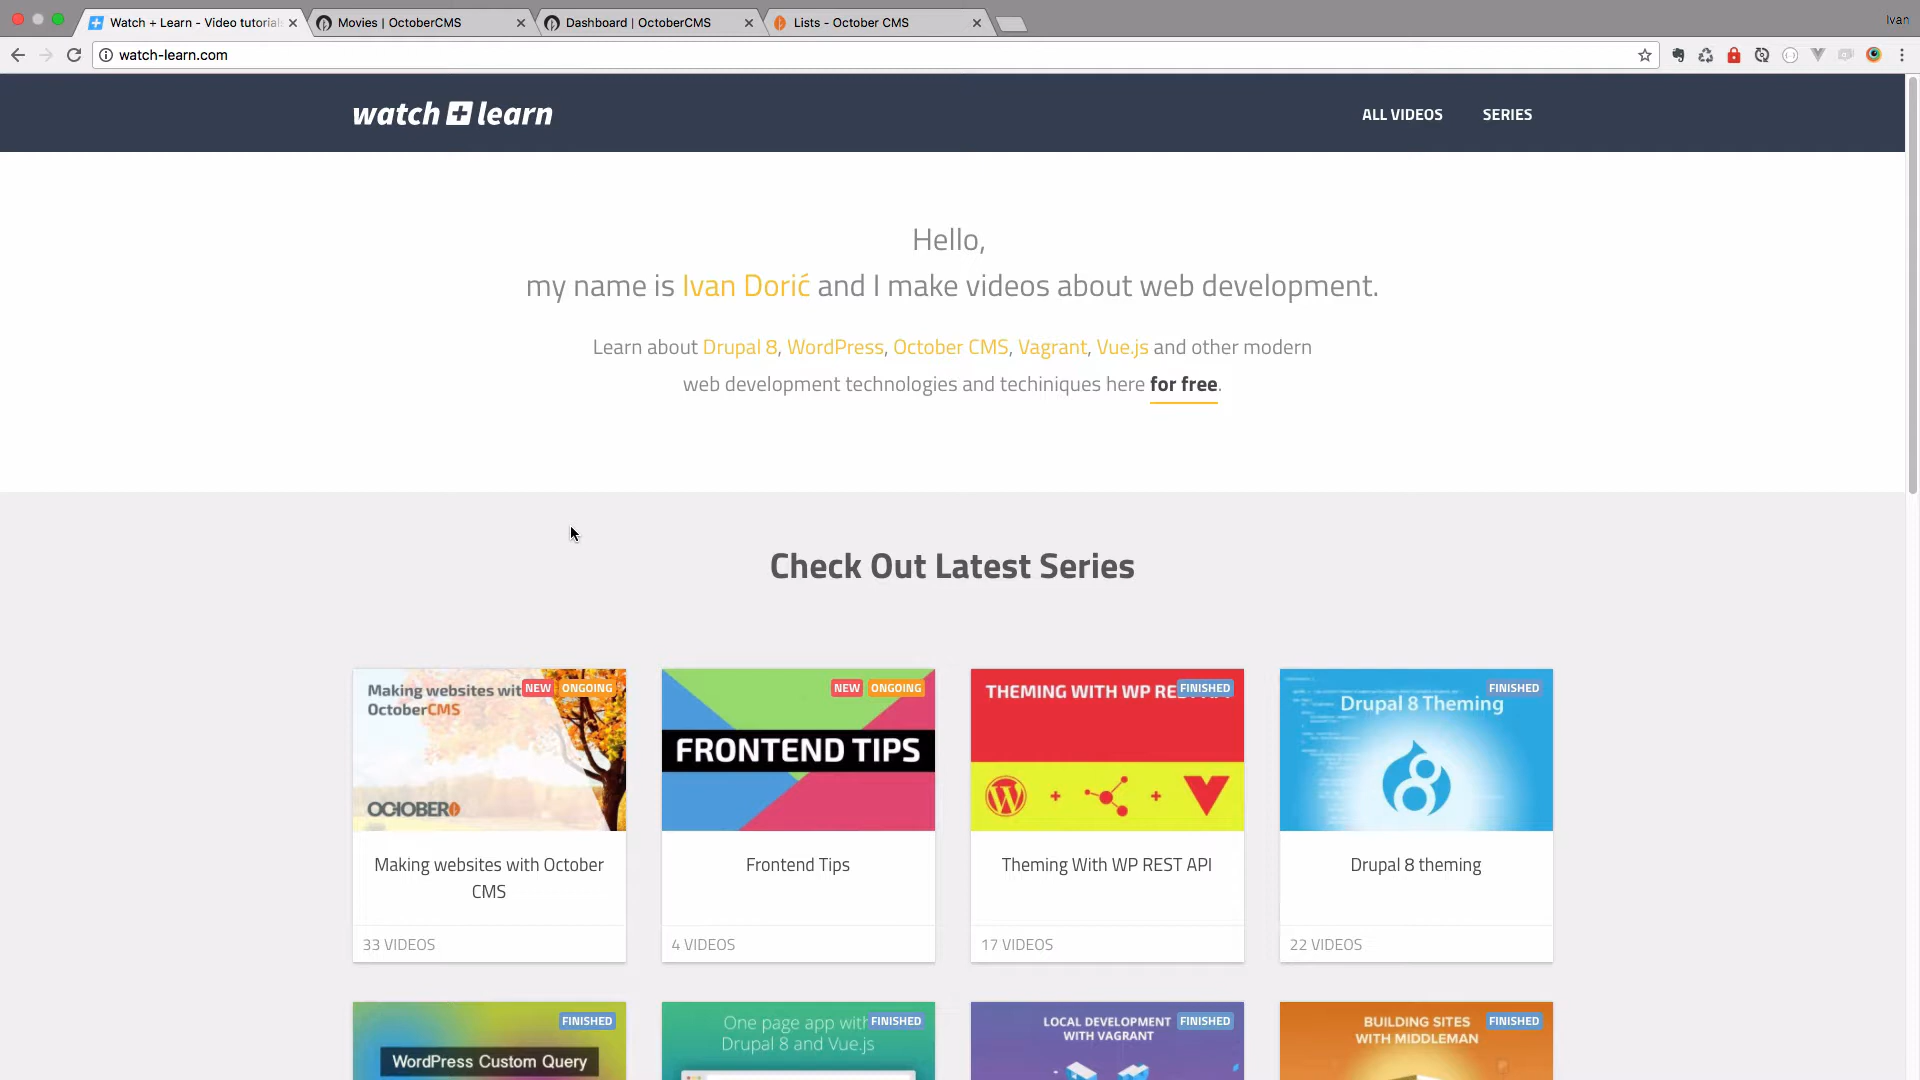 Watch + Learn - Video tutorial
Movies | OctoberCMS
Dashboard | OctoberCMS
Lists - October CMS
Ivan
watch-learn.com
watch learn
ALL VIDEOS
SERIES
Hello,
my name is Ivan Dorić and I make videos about web development.
Learn about Drupal 8, WordPress, October CMS, Vagrant, Vue.js and other modern
web development technologies and techiniques here for free.
Check Out Latest Series
Making websites wit
OctoberCMS
NEW ONGOING
OCTOBER
NEW ONGOING
FRONTEND TIPS
THEMING WITH WP RE
FINISHED
FINISHED
Drupal 8 Theming
Making websites with October
CMS
Frontend Tips
Theming With WP REST API
Drupal 8 theming
33 VIDEOS
4 VIDEOS
17 VIDEOS
22 VIDEOS
FINISHED
WordPress Custom Query
One page app with
Drupal 8 and Vue.js
FINISHED
LOCAL DEVELOPMENT
WITH VAGRANT
FINISHED
BUILDING SITES
WITH MIDDLEMAN
FINISHED